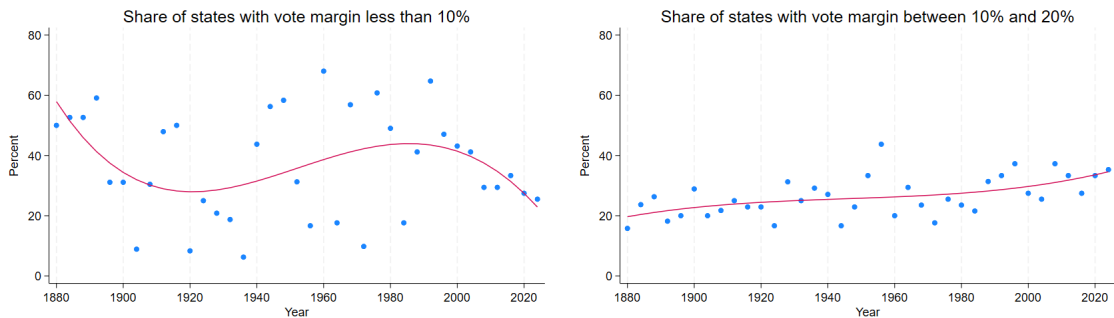 Share of states with vote margin less than 10%
80
60
40
20
0
Percent
1880 1900 1920 1940 1960 1980 2000 2020
Year
Share of states with vote margin between 10% and 20%
80
60
40
20
0
Percent
1880 1900 1920 1940 1960 1980 2000 2020
Year